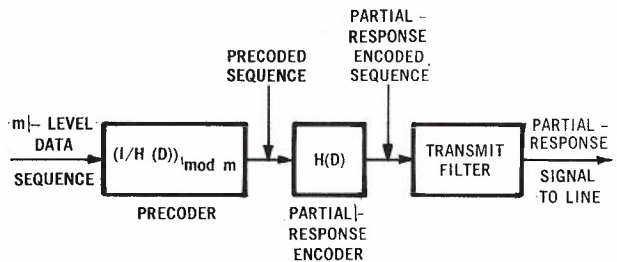 m|- LEVEL
DATA
SEQUENCE
(I/H (D))mod m
PRECODER
PRECODED
SEQUENCE
H(D)
PARTIAL|-
RESPONSE
ENCODER
PARTIAL -
RESPONSE
ENCODED
SEQUENCE
TRANSMIT
FILTER
PARTIAL -
RESPONSE
SIGNAL
TO LINE